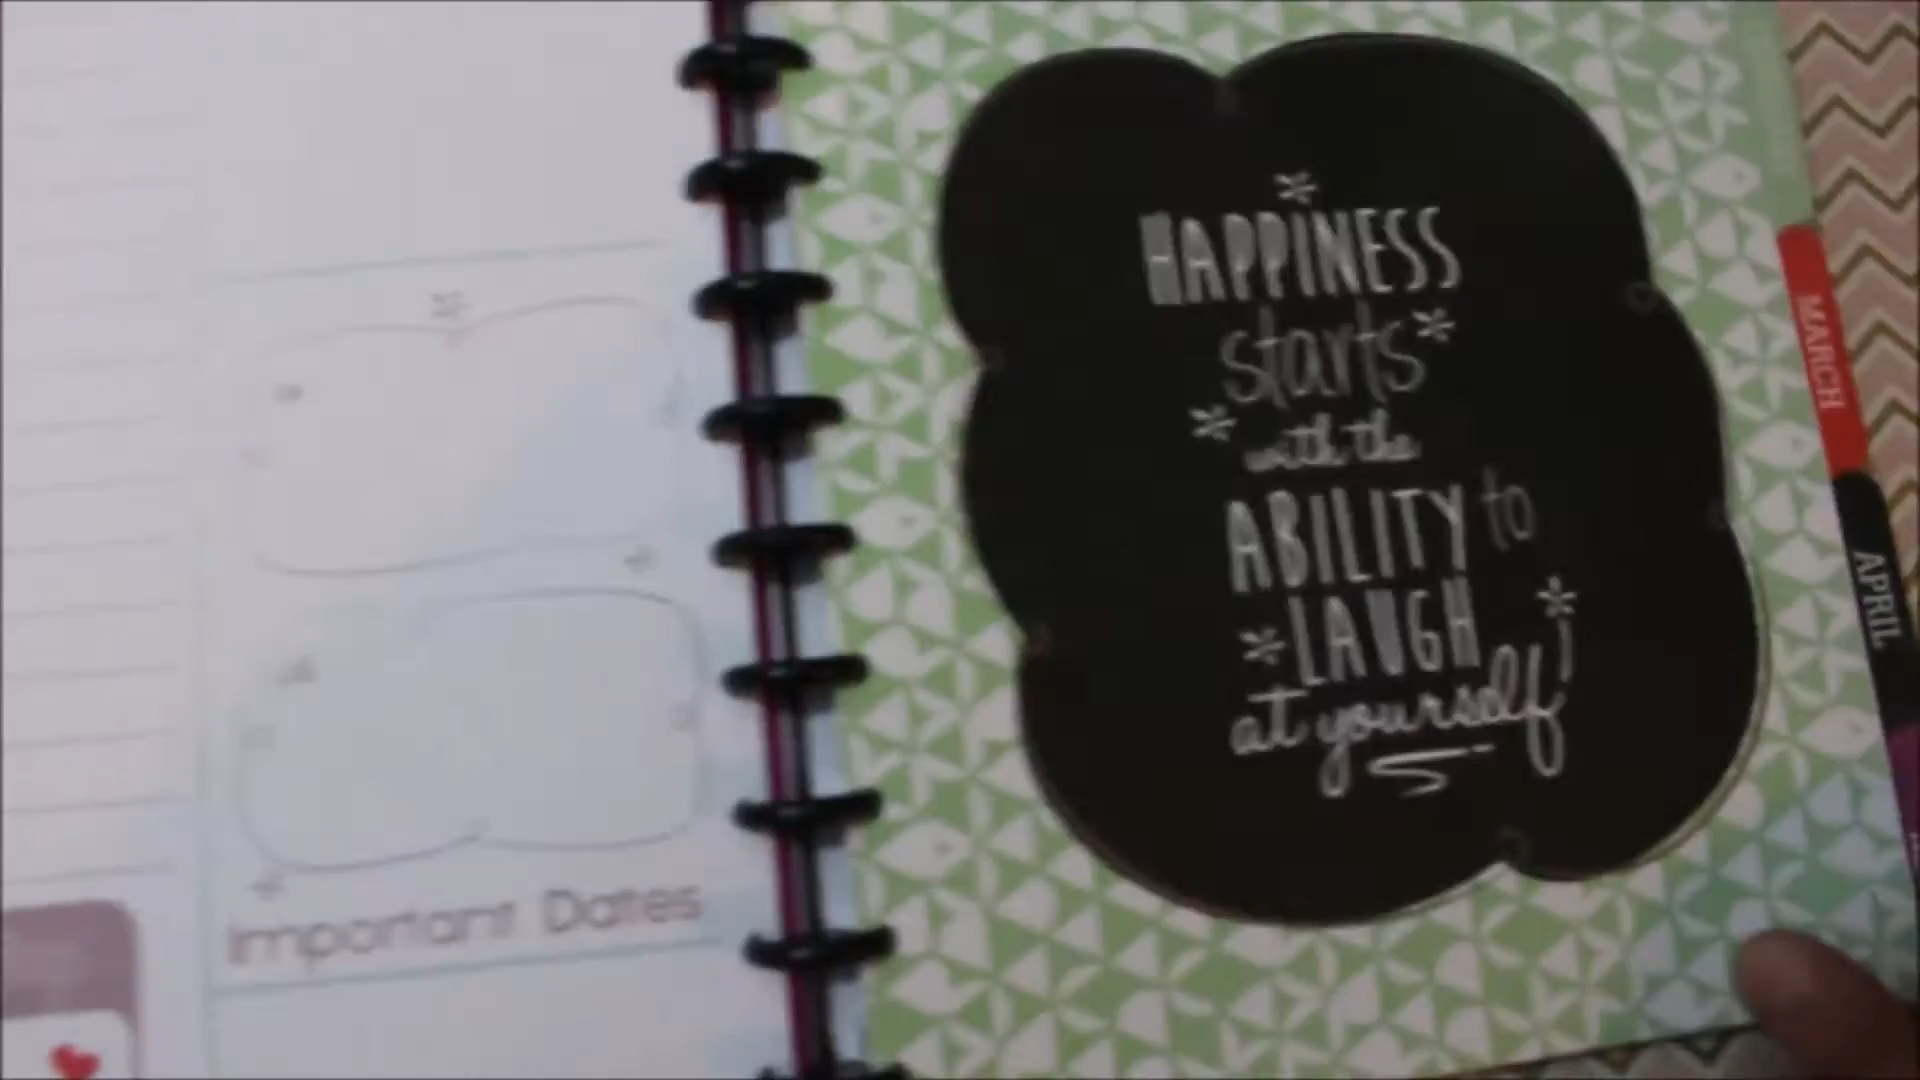 Important Dates
HAPPINESS
starts
with the
ABILITY to
LAUGH
at yourself
MARCH
APRIL